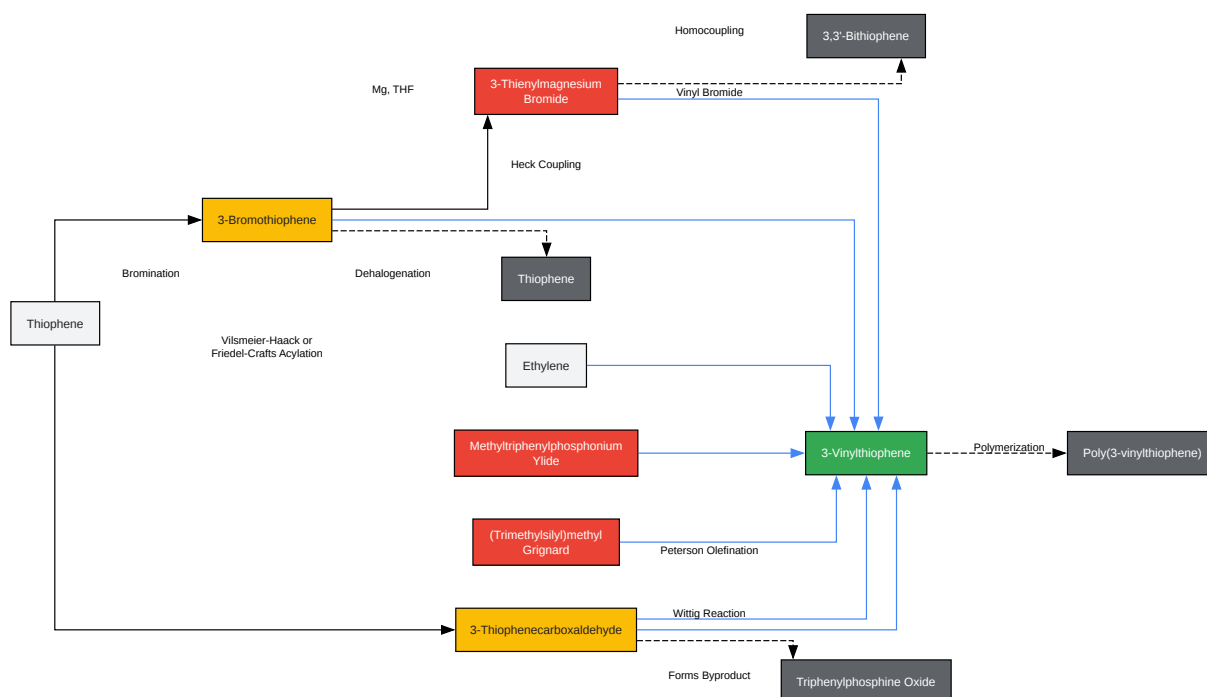 Homocoupling
3,3'-Bithiophene
Mg, THF
3-Thienylmagnesium
Bromide
Vinyl Bromide
Heck Coupling
3-Bromothiophene
Bromination
Dehalogenation
Thiophene
Thiophene
Vilsmeier-Haack or
Friedel-Crafts Acylation
Ethylene
Methyltriphenylphosphonium
Ylide
3-Vinylthiophene
Polymerization
Poly(3-vinylthiophene)
(Trimethylsilyl)methyl
Grignard
Peterson Olefination
Wittig Reaction
3-Thiophenecarboxaldehyde
Forms Byproduct
Triphenylphosphine Oxide